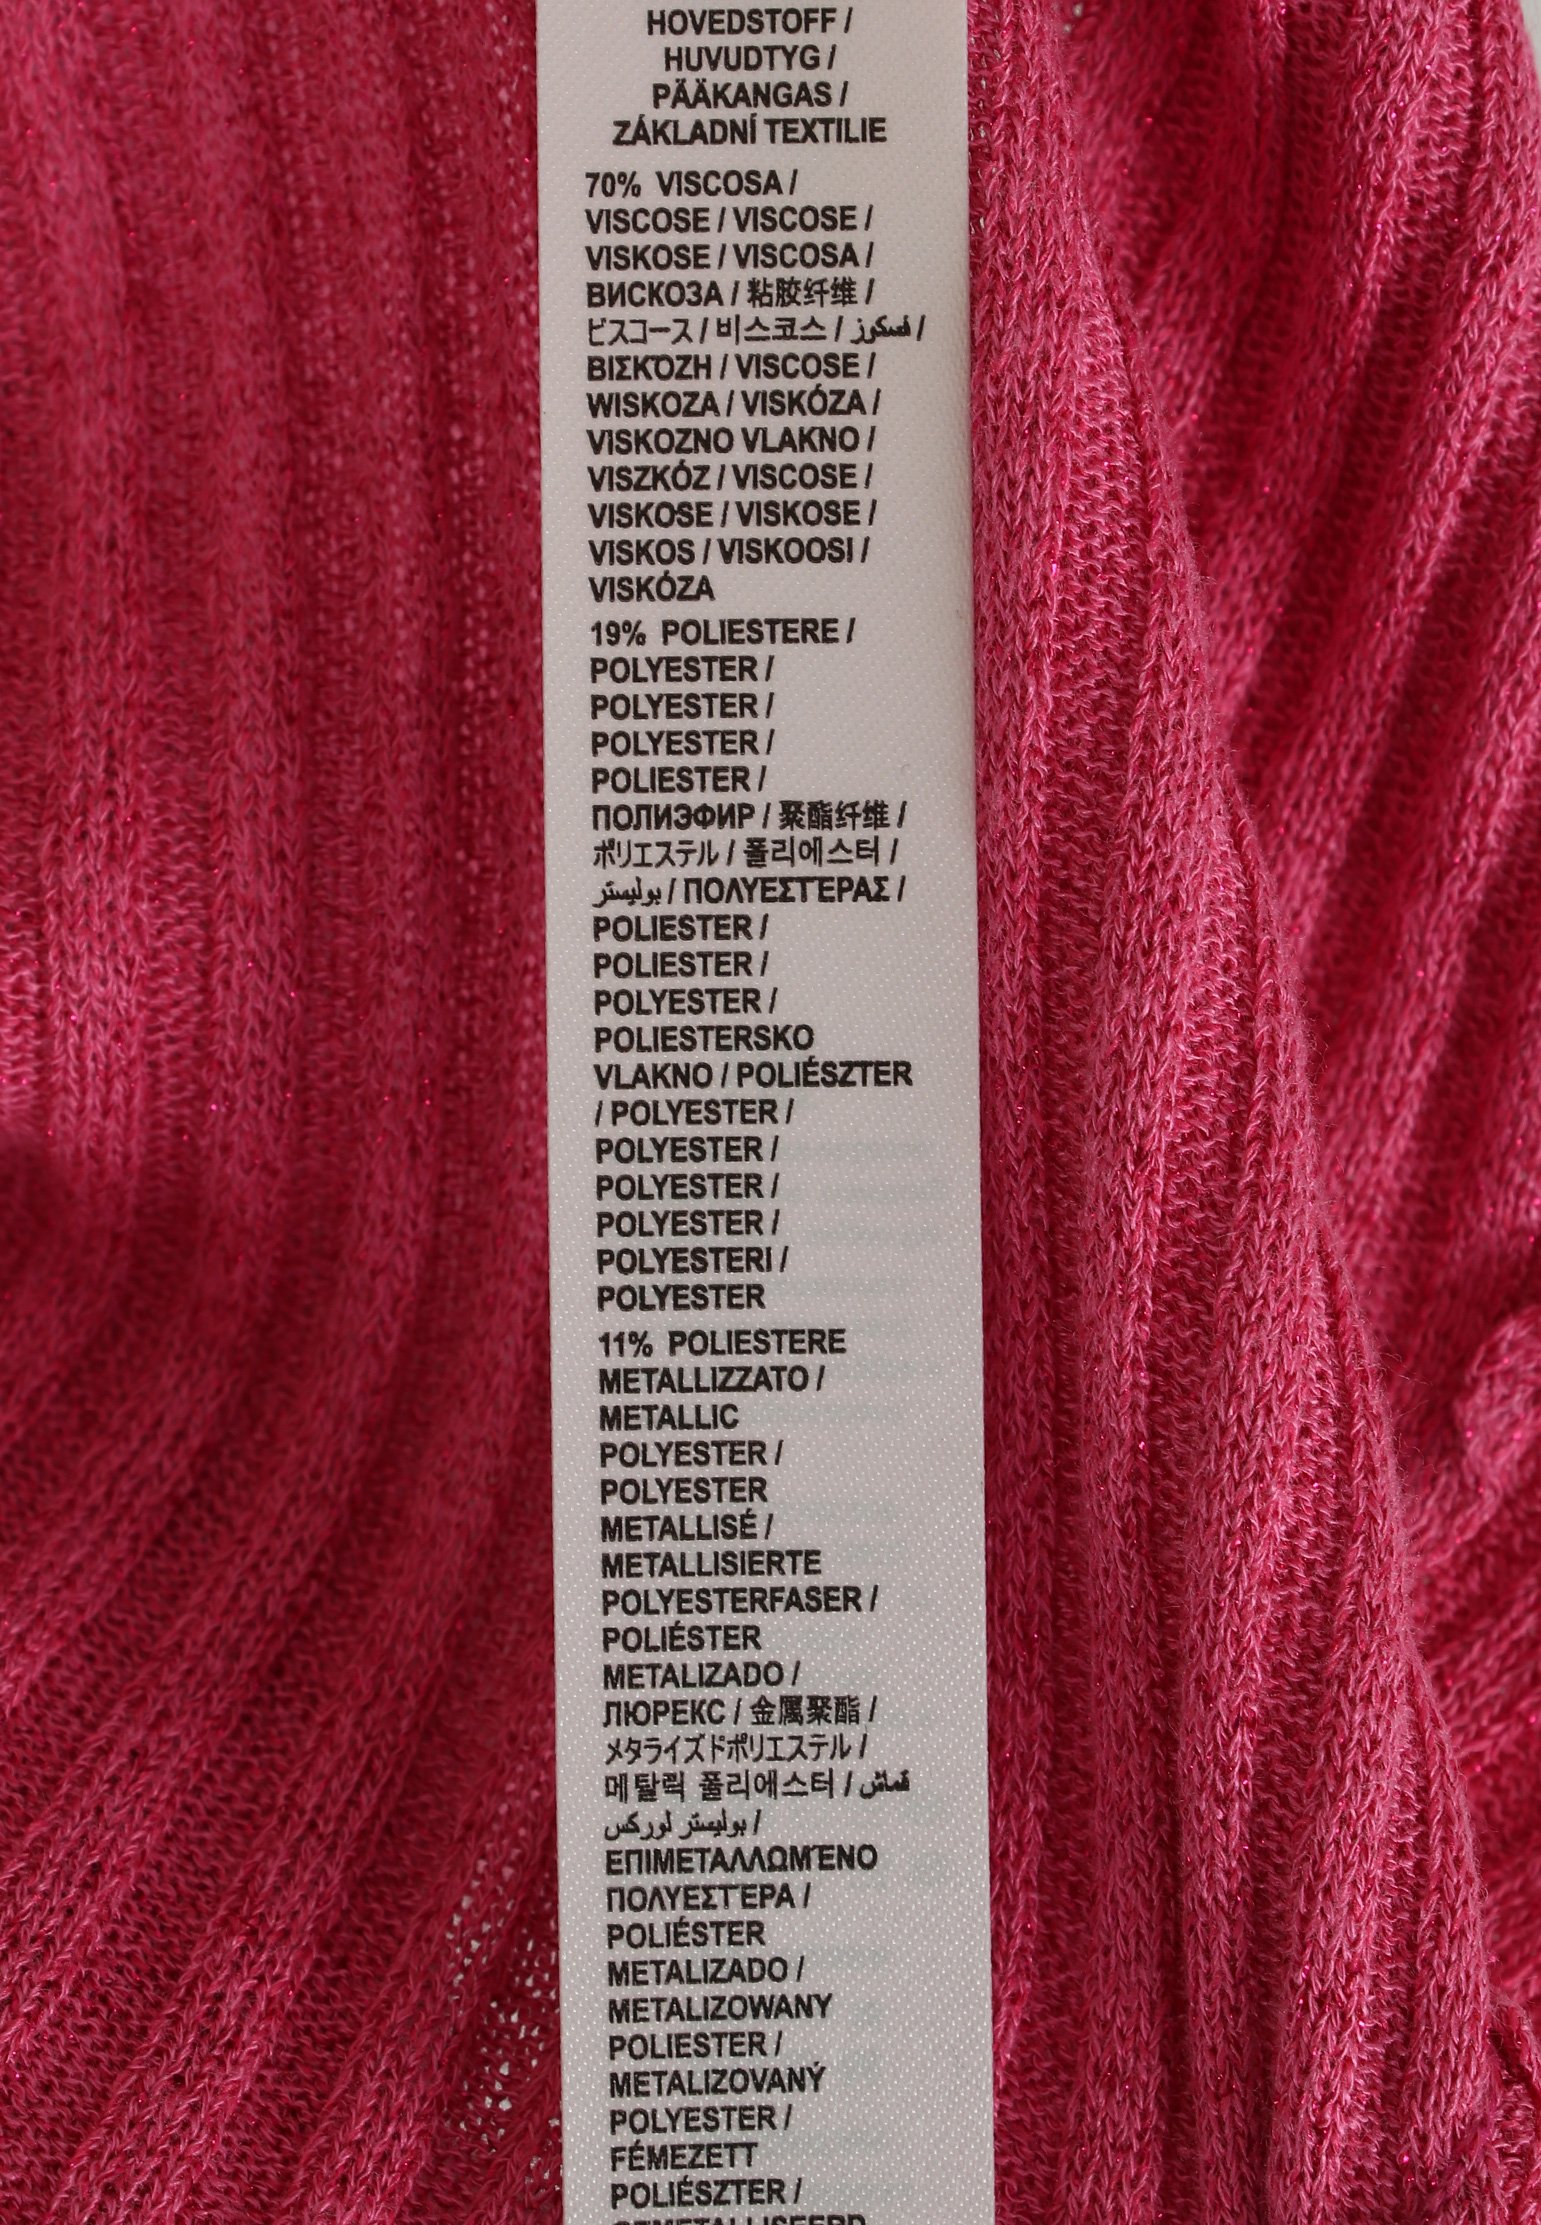 HOVEDSTOFF /
HUVUDTYG /
PÄÄKANGAS /
ZÁKLADNÍ TEXTILIE
70% VISCOSA /
VISCOSE / VISCOSE /
VISKOSE / VISCOSA /
ВИСКОЗА / 粘胶纤维 /
ビスコース / 비스코스 / فسكوز /
ΒΙΣΚΌΖΗ / VISCOSE /
WISKOZA / VISKÓZA /
VISKOZNO VLAKNO /
VISZKÓZ / VISCOSE /
VISKOSE / VISKOSE /
VISKOS / VISKOOSI /
VISKÓZA
19% POLIESTERE /
POLYESTER /
POLYESTER /
POLYESTER /
POLIESTER /
ПОЛИЭФИР / 聚酯纤维 /
ポリエステル / 폴리에스터 /
بوليستر / ΠΟΛΥΕΣΤΈΡΑΣ /
POLIESTER /
POLIESTER /
POLYESTER /
POLIESTERSKO
VLAKNO / POLIÉSZTER
/ POLYESTER /
POLYESTER /
POLYESTER /
POLYESTER /
POLYESTERI /
POLYESTER
11% POLIESTERE
METALLIZZATO /
METALLIC
POLYESTER /
POLYESTER
METALLISÉ /
METALLISIERTE
POLYESTERFASER /
POLIÉSTER
METALIZADO /
ЛЮРЕКС / 金属聚酯 /
メタライズドポリエステル /
메탈릭 폴리에스터 / قماش
بوليستر لوركس /
ΕΠΙΜΕΤΑΛΛΩΜΈΝΟ
ΠΟΛΥΕΣΤΈΡΑ /
POLIÉSTER
METALIZADO /
METALIZOWANY
POLIESTER /
METALIZOVANÝ
POLYESTER /
FÉMEZETT
POLIÉSZTER /